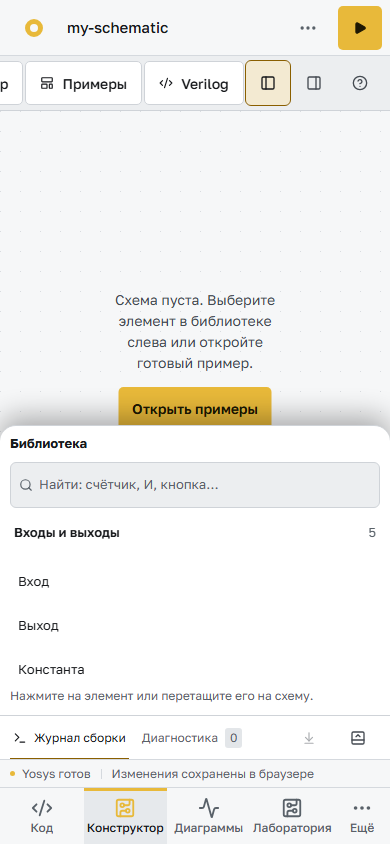 my-schematic
р
Примеры
Verilog
Схема пуста. Выберите
элемент в библиотеке
слева или откройте
готовый пример.
Открыть примеры
Библиотека
Найти: счётчик, И, кнопка...
Входы и выходы 5
Вход
Выход
Константа
Нажмите на элемент или перетащите его на схему.
Журнал сборки Диагностика 0
Yosys готов Изменения сохранены в браузере
Код Конструктор Диаграммы Лаборатория Ещё